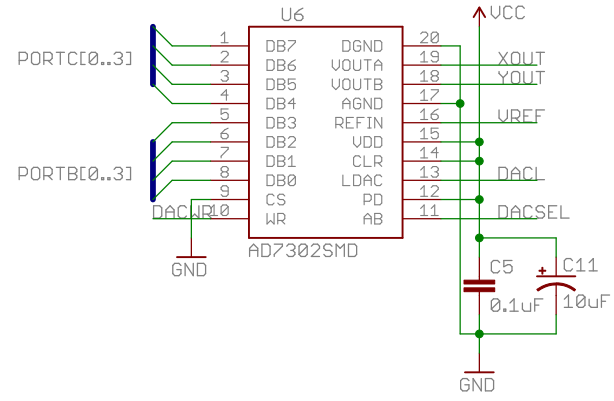 U6
VCC
1 DB7 DGND 20
PORTC[0..3] 2 DB6 VOUTA 19 XOUT
3 DB5 VOUTB 18 YOUT
4 DB4 AGND 17
5 DB3 REFIN 16 VREF
6 DB2 VDD 15
PORTB[0..3] 7 DB1 CLR 14
8 DB0 LDAC 13 DACL
9 CS PD 12
DACWR 10 WR AB 11 DACSEL
AD7302SMD
GND
C5 + C11
0.1uF 10uF
GND